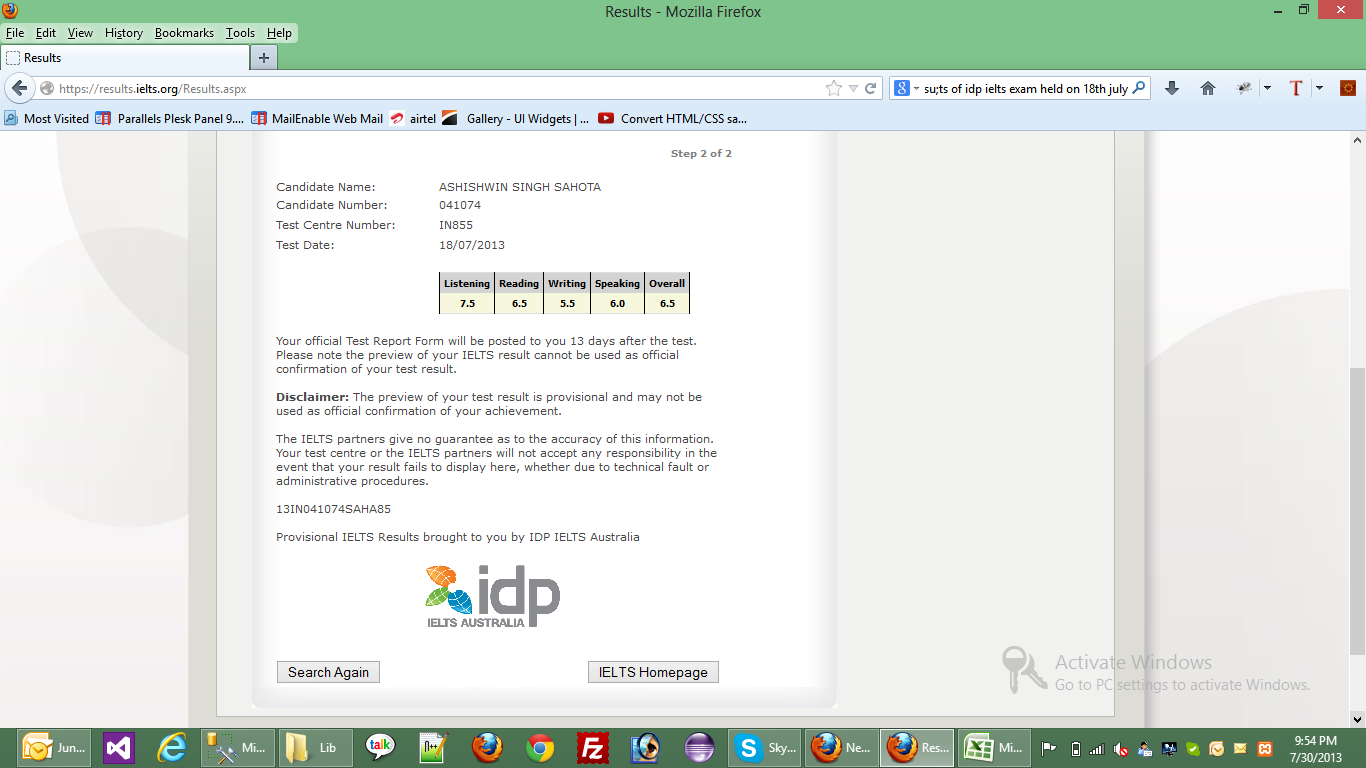 Results - Mozilla Firefox
File Edit View History Bookmarks Tools Help
Results
https://results.ielts.org/Results.aspx
su;ts of idp ielts exam held on 18th july
Most Visited Parallels Plesk Panel 9.... MailEnable Web Mail airtel Gallery - UI Widgets | ... Convert HTML/CSS sa...
Step 2 of 2
Candidate Name: ASHISHWIN SINGH SAHOTA
Candidate Number: 041074
Test Centre Number: IN855
Test Date: 18/07/2013
Listening Reading Writing Speaking Overall
7.5 6.5 5.5 6.0 6.5
Your official Test Report Form will be posted to you 13 days after the test.
Please note the preview of your IELTS result cannot be used as official
confirmation of your test result.
Disclaimer: The preview of your test result is provisional and may not be
used as official confirmation of your achievement.
The IELTS partners give no guarantee as to the accuracy of this information.
Your test centre or the IELTS partners will not accept any responsibility in the
event that your result fails to display here, whether due to technical fault or
administrative procedures.
13IN041074SAHA85
Provisional IELTS Results brought to you by IDP IELTS Australia
idp
IELTS AUSTRALIA
Search Again IELTS Homepage
Activate Windows
Go to PC settings to activate Windows.
Jun... Mi... Lib talk Sky... Ne... Res... Mi...
9:54 PM
7/30/2013